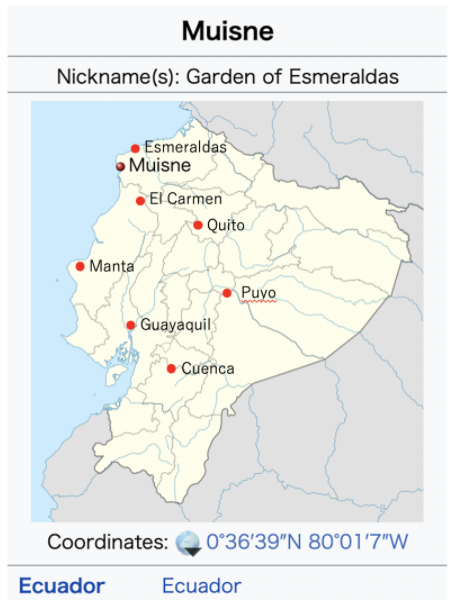 Muisne
Nickname(s): Garden of Esmeraldas
Esmeraldas
Muisne
El Carmen
Quito
Manta
Puvo
Guayaquil
Cuenca
Coordinates: 0°36′39″N 80°01′7″W
Ecuador Ecuador